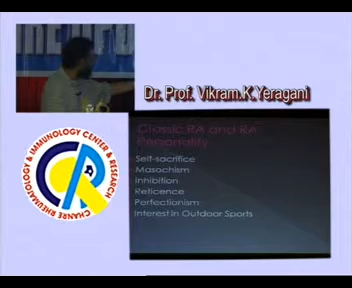 Dr. Prof. Vikram.K.Yeragani
Classic RA and RA
Personality
Self-sacrifice
Masochism
Inhibition
Reticence
Perfectionism
Interest in Outdoor Sports
CHANRE RHEUMATOLOGY & IMMUNOLOGY CENTER & RESEARCH